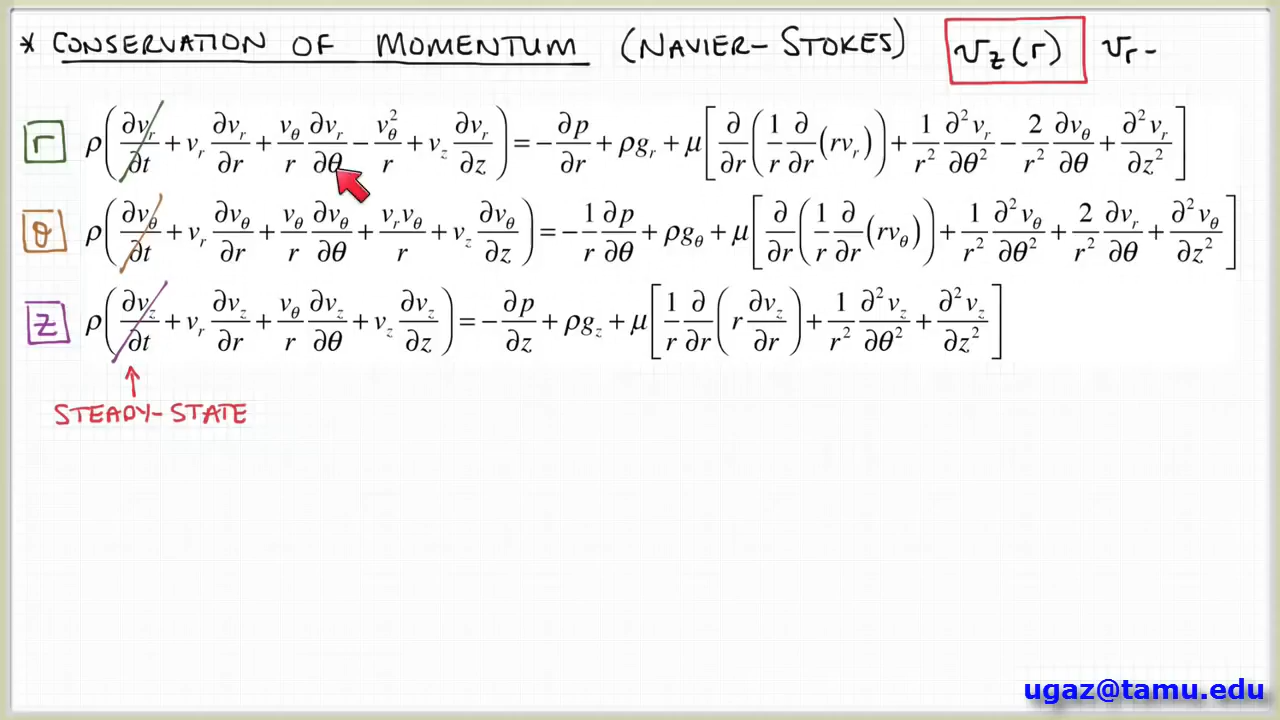 * CONSERVATION OF MOMENTUM (NAVIER-STOKES) v_z(r) v_r -
r ρ(∂v_r/∂t + v_r ∂v_r/∂r + v_θ/r ∂v_r/∂θ − v_θ²/r + v_z ∂v_r/∂z) = −∂p/∂r + ρg_r + μ[∂/∂r(1/r ∂/∂r(rv_r)) + 1/r² ∂²v_r/∂θ² − 2/r² ∂v_θ/∂θ + ∂²v_r/∂z²]
θ ρ(∂v_θ/∂t + v_r ∂v_θ/∂r + v_θ/r ∂v_θ/∂θ + v_r v_θ/r + v_z ∂v_θ/∂z) = −1/r ∂p/∂θ + ρg_θ + μ[∂/∂r(1/r ∂/∂r(rv_θ)) + 1/r² ∂²v_θ/∂θ² + 2/r² ∂v_r/∂θ + ∂²v_θ/∂z²]
z ρ(∂v_z/∂t + v_r ∂v_z/∂r + v_θ/r ∂v_z/∂θ + v_z ∂v_z/∂z) = −∂p/∂z + ρg_z + μ[1/r ∂/∂r(r ∂v_z/∂r) + 1/r² ∂²v_z/∂θ² + ∂²v_z/∂z²]
STEADY-STATE
ugaz@tamu.edu